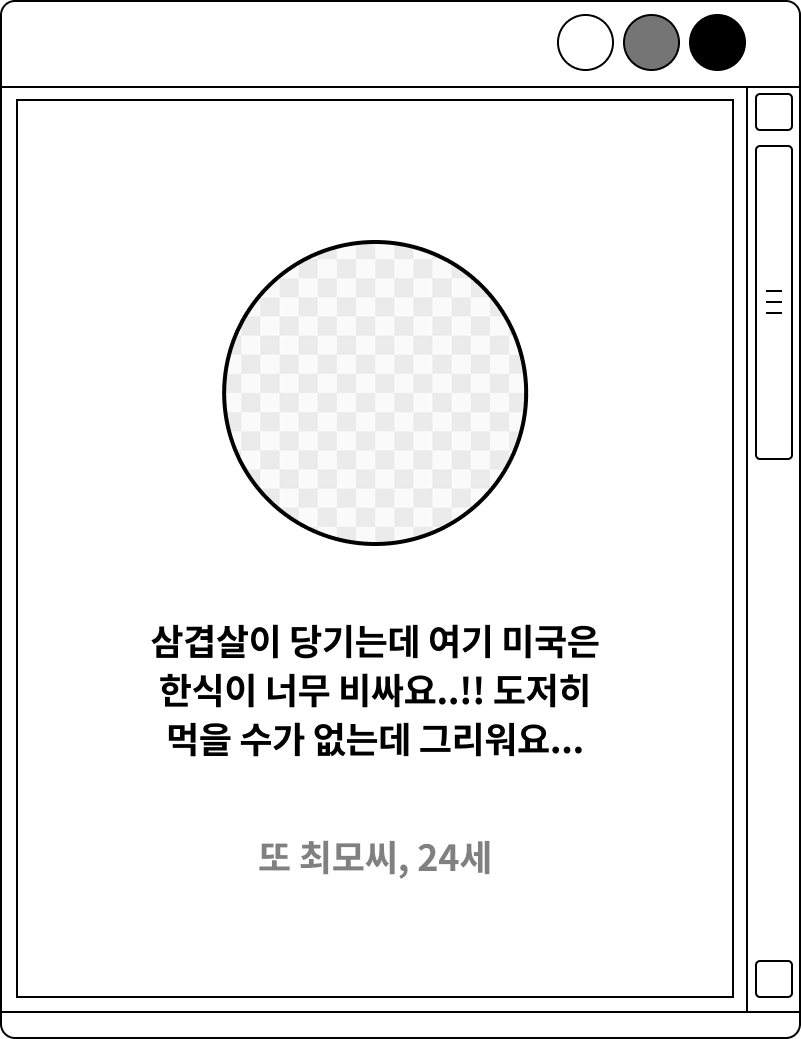 삼겹살이 당기는데 여기 미국은
한식이 너무 비싸요..!! 도저히
먹을 수가 없는데 그리워요...
또 최모씨, 24세